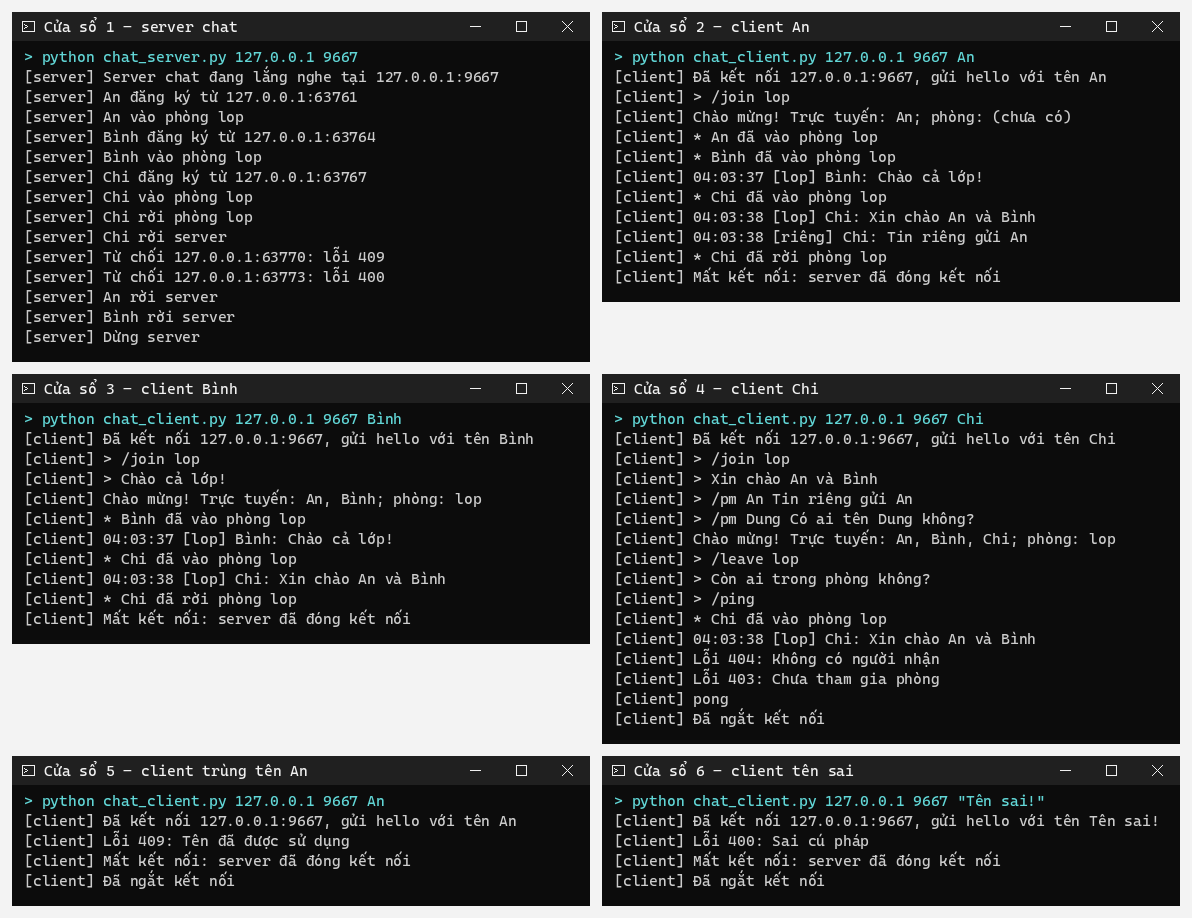 Cửa sổ 1 – server chat
> python chat_server.py 127.0.0.1 9667
[server] Server chat đang lắng nghe tại 127.0.0.1:9667
[server] An đăng ký từ 127.0.0.1:63761
[server] An vào phòng lop
[server] Bình đăng ký từ 127.0.0.1:63764
[server] Bình vào phòng lop
[server] Chi đăng ký từ 127.0.0.1:63767
[server] Chi vào phòng lop
[server] Chi rời phòng lop
[server] Chi rời server
[server] Từ chối 127.0.0.1:63770: lỗi 409
[server] Từ chối 127.0.0.1:63773: lỗi 400
[server] An rời server
[server] Bình rời server
[server] Dừng server
Cửa sổ 2 – client An
> python chat_client.py 127.0.0.1 9667 An
[client] Đã kết nối 127.0.0.1:9667, gửi hello với tên An
[client] > /join lop
[client] Chào mừng! Trực tuyến: An; phòng: (chưa có)
[client] * An đã vào phòng lop
[client] * Bình đã vào phòng lop
[client] 04:03:37 [lop] Bình: Chào cả lớp!
[client] * Chi đã vào phòng lop
[client] 04:03:38 [lop] Chi: Xin chào An và Bình
[client] 04:03:38 [riêng] Chi: Tin riêng gửi An
[client] * Chi đã rời phòng lop
[client] Mất kết nối: server đã đóng kết nối
Cửa sổ 3 – client Bình
> python chat_client.py 127.0.0.1 9667 Bình
[client] Đã kết nối 127.0.0.1:9667, gửi hello với tên Bình
[client] > /join lop
[client] > Chào cả lớp!
[client] Chào mừng! Trực tuyến: An, Bình; phòng: lop
[client] * Bình đã vào phòng lop
[client] 04:03:37 [lop] Bình: Chào cả lớp!
[client] * Chi đã vào phòng lop
[client] 04:03:38 [lop] Chi: Xin chào An và Bình
[client] * Chi đã rời phòng lop
[client] Mất kết nối: server đã đóng kết nối
Cửa sổ 4 – client Chi
> python chat_client.py 127.0.0.1 9667 Chi
[client] Đã kết nối 127.0.0.1:9667, gửi hello với tên Chi
[client] > /join lop
[client] > Xin chào An và Bình
[client] > /pm An Tin riêng gửi An
[client] > /pm Dung Có ai tên Dung không?
[client] Chào mừng! Trực tuyến: An, Bình, Chi; phòng: lop
[client] > /leave lop
[client] > Còn ai trong phòng không?
[client] > /ping
[client] * Chi đã vào phòng lop
[client] 04:03:38 [lop] Chi: Xin chào An và Bình
[client] Lỗi 404: Không có người nhận
[client] Lỗi 403: Chưa tham gia phòng
[client] pong
[client] Đã ngắt kết nối
Cửa sổ 5 – client trùng tên An
> python chat_client.py 127.0.0.1 9667 An
[client] Đã kết nối 127.0.0.1:9667, gửi hello với tên An
[client] Lỗi 409: Tên đã được sử dụng
[client] Mất kết nối: server đã đóng kết nối
[client] Đã ngắt kết nối
Cửa sổ 6 – client tên sai
> python chat_client.py 127.0.0.1 9667 "Tên sai!"
[client] Đã kết nối 127.0.0.1:9667, gửi hello với tên Tên sai!
[client] Lỗi 400: Sai cú pháp
[client] Mất kết nối: server đã đóng kết nối
[client] Đã ngắt kết nối